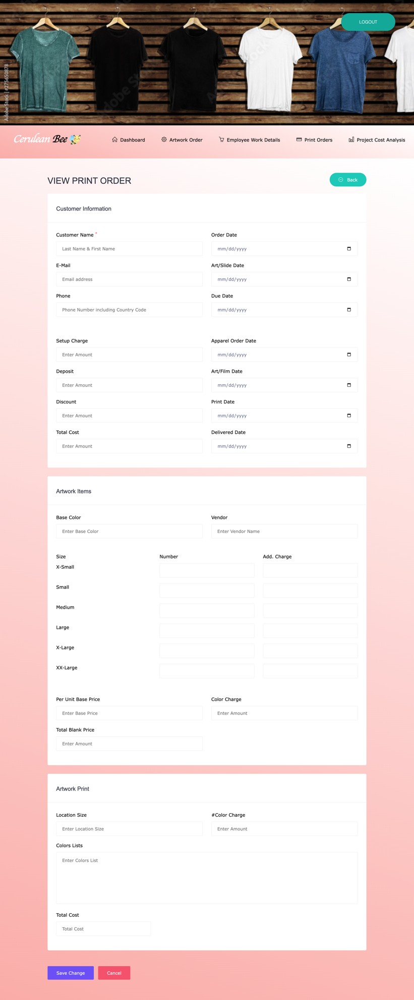 LOGOUT
Adobe Stock | #275650878
Adobe Stock
Adobe Stock
Cerulean Bee
Dashboard
Artwork Order
Employee Work Details
Print Orders
Project Cost Analysis
VIEW PRINT ORDER
Back
Customer Information
Customer Name *
Order Date
Last Name & First Name
mm/dd/yyyy
E-Mail
Art/Slide Date
Email address
mm/dd/yyyy
Phone
Due Date
Phone Number including Country Code
mm/dd/yyyy
Setup Charge
Apparel Order Date
Enter Amount
mm/dd/yyyy
Deposit
Art/Film Date
Enter Amount
mm/dd/yyyy
Discount
Print Date
Enter Amount
mm/dd/yyyy
Total Cost
Delivered Date
Enter Amount
mm/dd/yyyy
Artwork Items
Base Color
Vendor
Enter Base Color
Enter Vendor Name
Size
Number
Add. Charge
X-Small
Small
Medium
Large
X-Large
XX-Large
Per Unit Base Price
Color Charge
Enter Base Price
Enter Amount
Total Blank Price
Enter Amount
Artwork Print
Location Size
#Color Charge
Enter Location Size
Enter Amount
Colors Lists
Enter Colors List
Total Cost
Total Cost
Save Change
Cancel